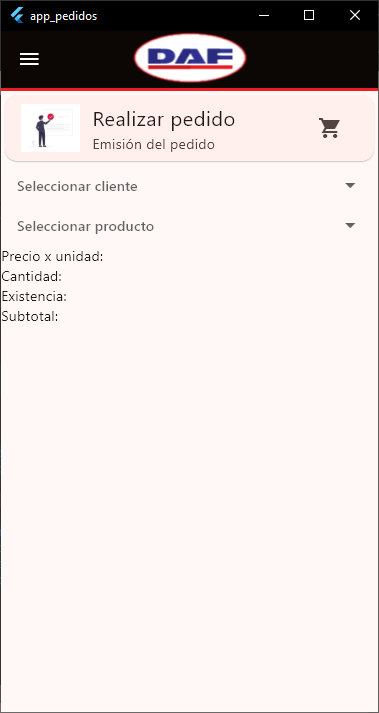 app_pedidos
DAF
Realizar pedido
Emisión del pedido
Seleccionar cliente
Seleccionar producto
Precio x unidad:
Cantidad:
Existencia:
Subtotal: